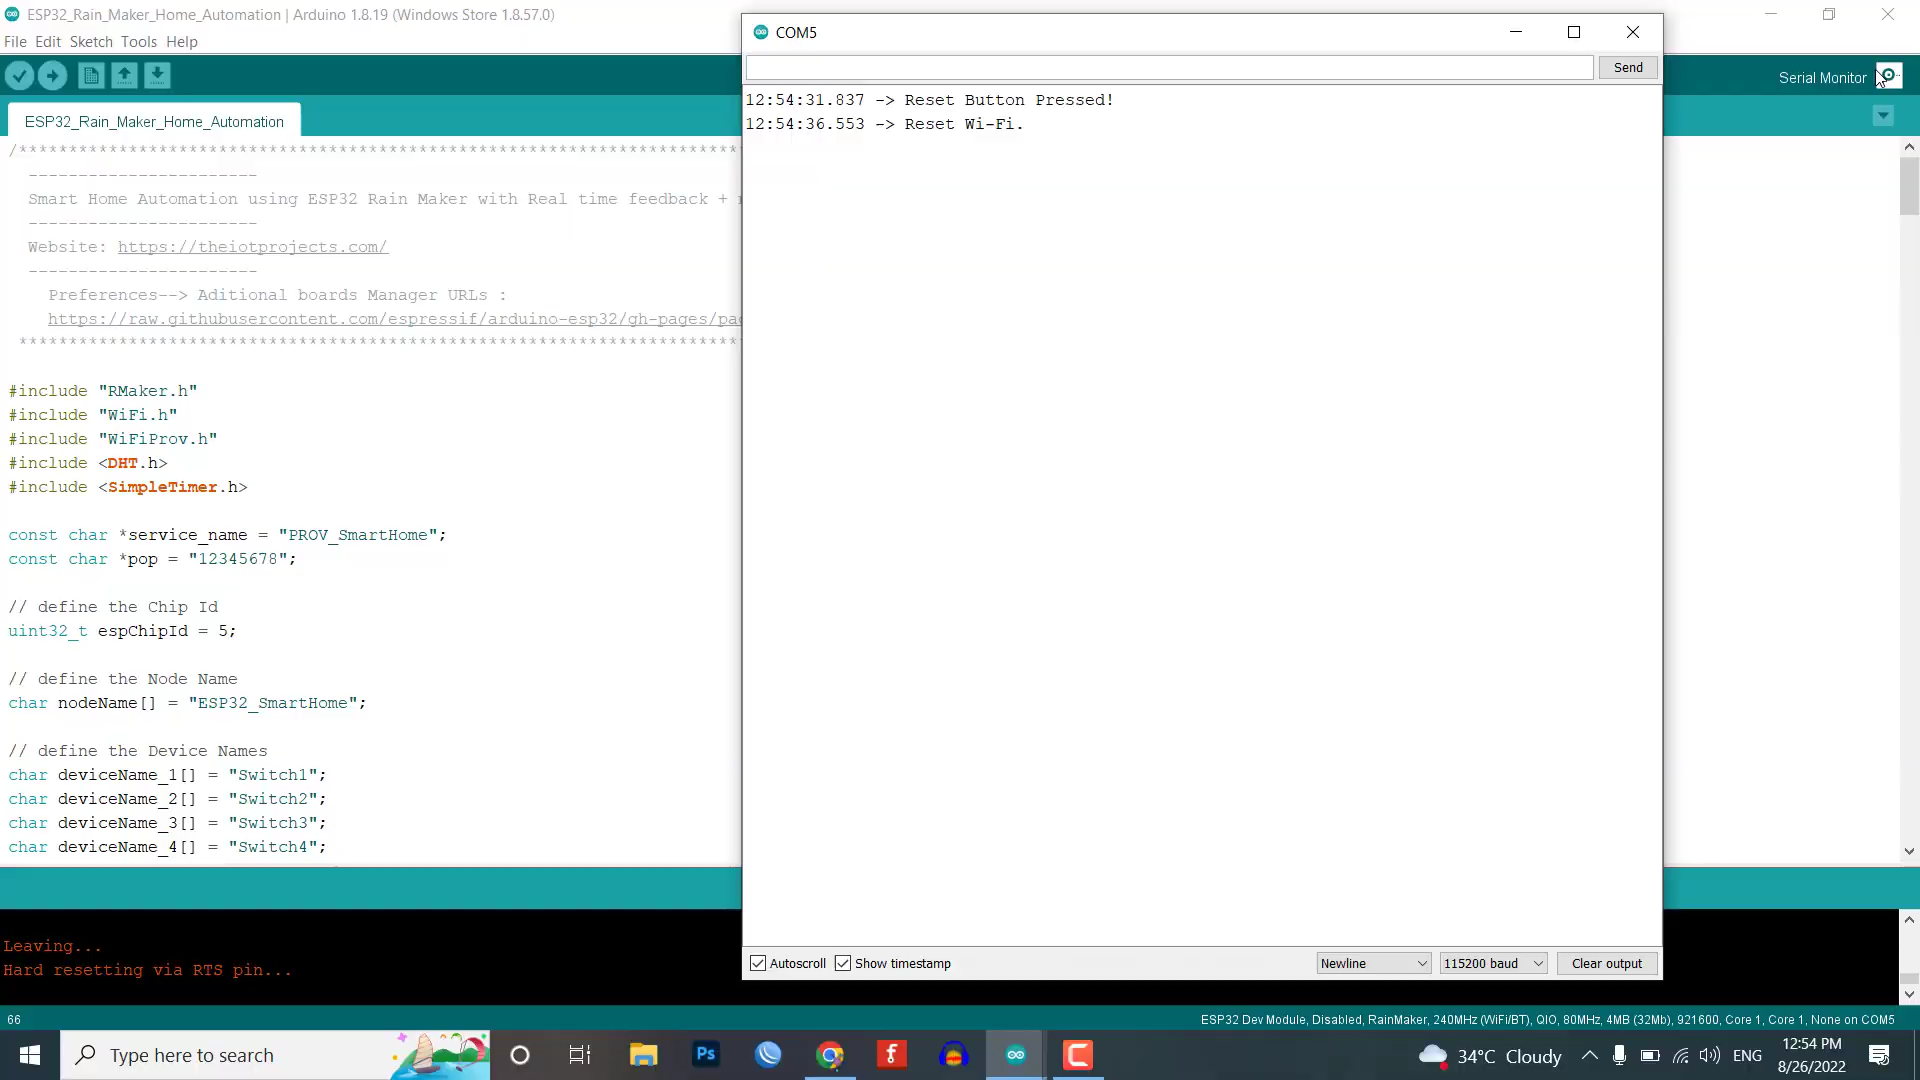 ESP32_Rain_Maker_Home_Automation | Arduino 1.8.19 (Windows Store 1.8.57.0)
File Edit Sketch Tools Help
Serial Monitor
ESP32_Rain_Maker_Home_Automation
/*************************************************************************
-----------------------
Smart Home Automation using ESP32 Rain Maker with Real time feedback +
-----------------------
Website: https://theiotprojects.com/
-----------------------
Preferences--> Aditional boards Manager URLs :
https://raw.githubusercontent.com/espressif/arduino-esp32/gh-pages/pac
*************************************************************************
#include "RMaker.h"
#include "WiFi.h"
#include "WiFiProv.h"
#include <DHT.h>
#include <SimpleTimer.h>
const char *service_name = "PROV_SmartHome";
const char *pop = "12345678";
// define the Chip Id
uint32_t espChipId = 5;
// define the Node Name
char nodeName[] = "ESP32_SmartHome";
// define the Device Names
char deviceName_1[] = "Switch1";
char deviceName_2[] = "Switch2";
char deviceName_3[] = "Switch3";
char deviceName_4[] = "Switch4";
Leaving...
Hard resetting via RTS pin...
COM5
Send
12:54:31.837 -> Reset Button Pressed!
12:54:36.553 -> Reset Wi-Fi.
Autoscroll Show timestamp Newline 115200 baud Clear output
66 ESP32 Dev Module, Disabled, RainMaker, 240MHz (WiFi/BT), QIO, 80MHz, 4MB (32Mb), 921600, Core 1, Core 1, None on COM5
Type here to search
Ps
34°C Cloudy
ENG
12:54 PM
8/26/2022